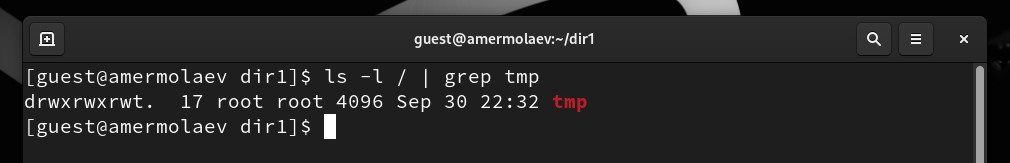 guest@amermolaev:~/dir1
[guest@amermolaev dir1]$ ls -l / | grep tmp
drwxrwxrwt.  17 root root 4096 Sep 30 22:32 tmp
[guest@amermolaev dir1]$